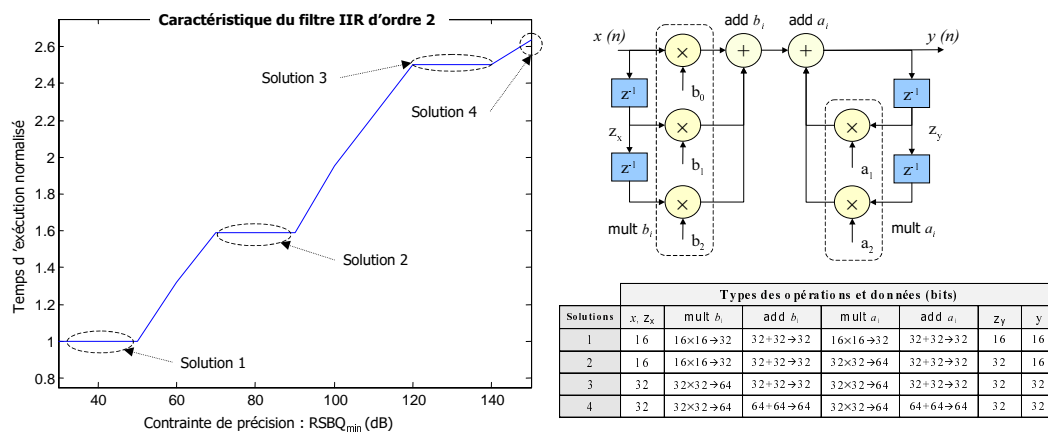 Caractéristique du filtre IIR d'ordre 2
Temps d'exécution normalisé
2.6
2.4
2.2
2
1.8
1.6
1.4
1.2
1
0.8
40
60
80
100
120
140
Contrainte de précision : RSBQmin (dB)
Solution 1
Solution 2
Solution 3
Solution 4
add bi add ai
x (n) y (n)
× + +
b0
z-1 z-1
zx × × zy
b1 a1
z-1 z-1
× ×
mult bi b2 a2 mult ai
Types des opérations et données (bits)
Solutions x, zx mult bi add bi mult ai add ai zy y
1 16 16×16→32 32+32→32 16×16→32 32+32→32 16 16
2 16 16×16→32 32+32→32 32×32→64 32+32→32 32 16
3 32 32×32→64 32+32→32 32×32→64 32+32→32 32 32
4 32 32×32→64 64+64→64 32×32→64 64+64→64 32 32